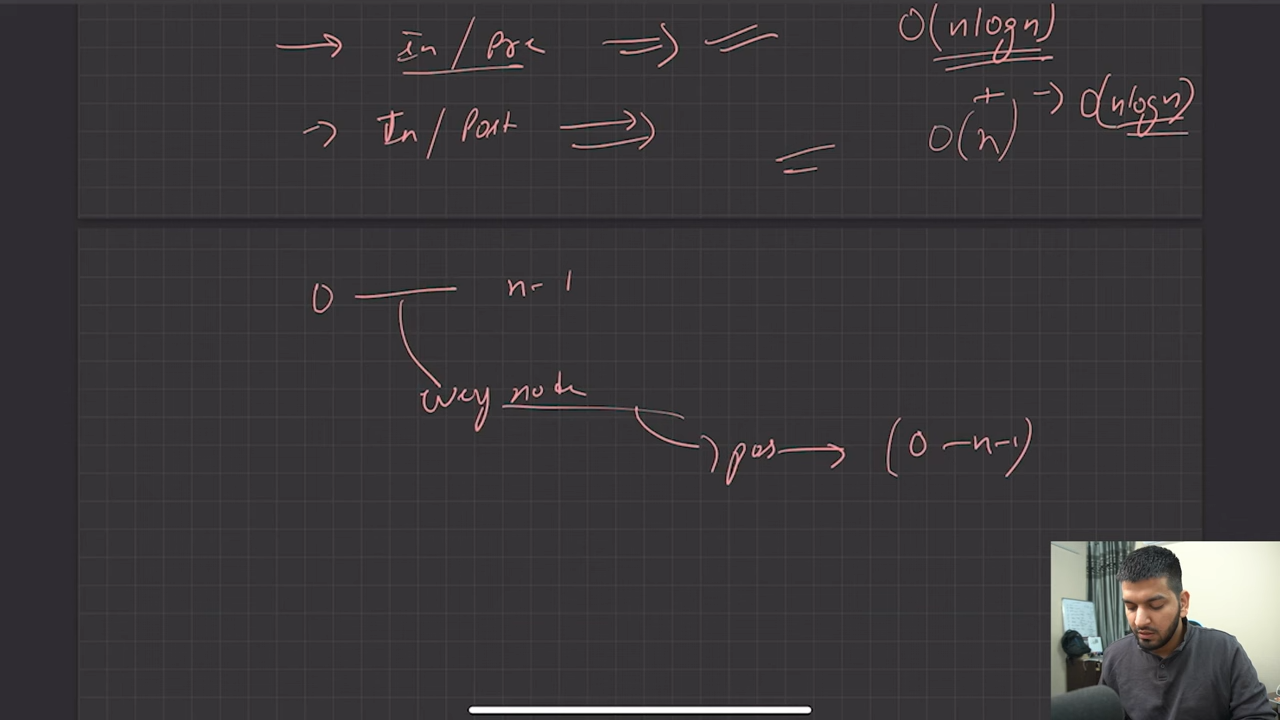 → In / Pre ⇒ O(nlogn)
+ → O(nlogn)
→ In / Post ⇒ O(n)
0 — n-1
every node
→ pos → (0 — n-1)